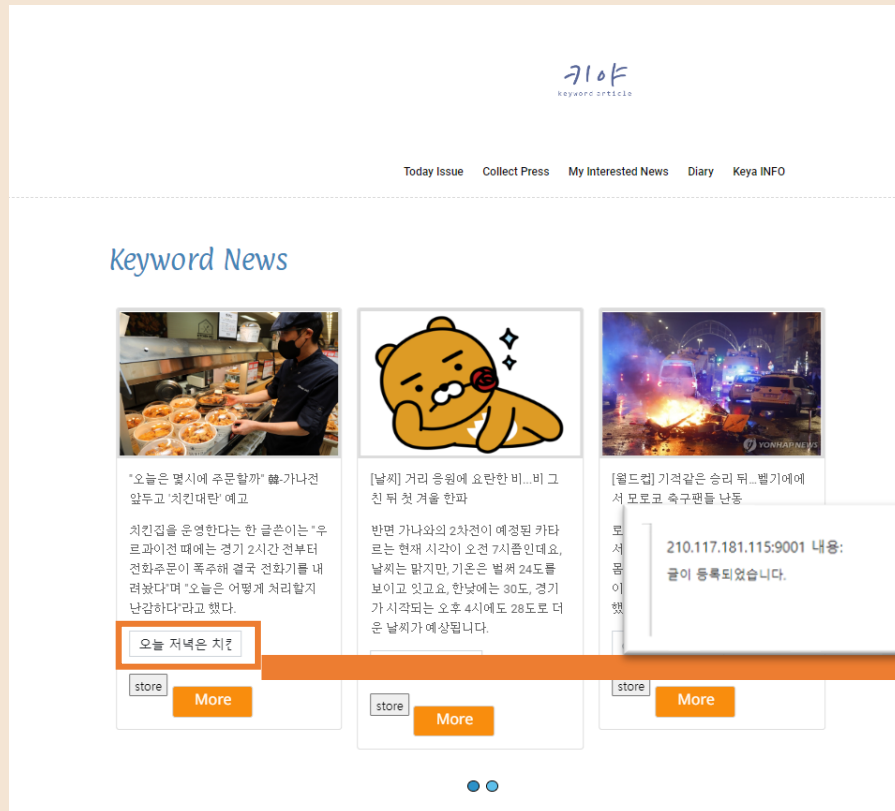 키야
keyword article
Today Issue Collect Press My Interested News Diary Keya INFO
Keyword News
YONHAPNEWS
"오늘은 몇시에 주문할까" 韓-가나전
앞두고 '치킨대란' 예고
치킨집을 운영한다는 한 글쓴이는 "우
르과이전 때에는 경기 2시간 전부터
전화주문이 폭주해 결국 전화기를 내
려놨다"며 "오늘은 어떻게 처리할지
난감하다"라고 했다.
오늘 저녁은 치킨
store
More
[날씨] 거리 응원에 요란한 비...비 그
친 뒤 첫 겨울 한파
반면 가나와의 2차전이 예정된 카타
르는 현재 시각이 오전 7시쯤인데요,
날씨는 맑지만, 기온은 벌써 24도를
보이고 잇고요, 한낮에는 30도, 경기
가 시작되는 오후 4시에도 28도로 더
운 날씨가 예상됩니다.
store
More
[월드컵] 기적같은 승리 뒤...벨기에에
서 모로코 축구팬들 난동
로
서
몸
이
했
store
More
210.117.181.115:9001 내용:
글이 등록되었습니다.